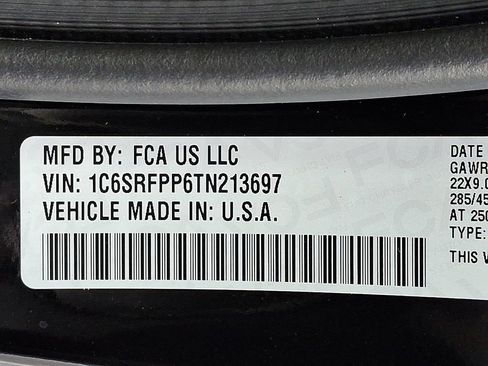 MFD BY: FCA US LLC
VIN: 1C6SRFPP6TN213697
VEHICLE MADE IN: U.S.A.
DATE
GAWR
22X9.0
285/45
AT 250
TYPE:
THIS V